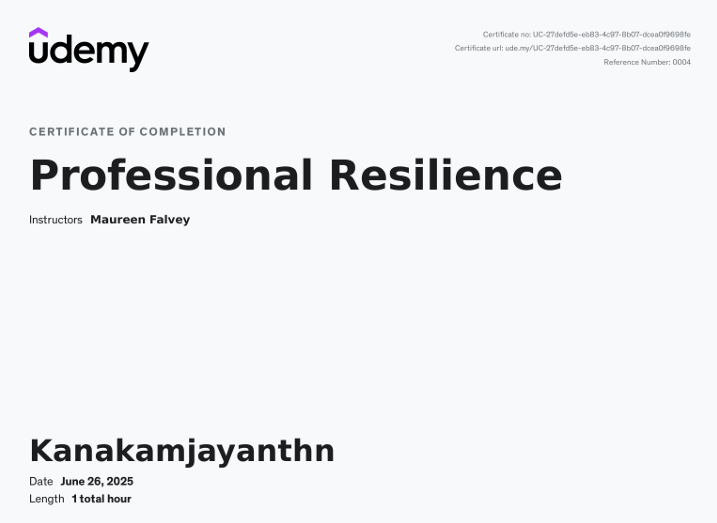 udemy
Certificate no: UC-27defd5e-eb83-4c97-8b07-dcea0f9698fe
Certificate url: ude.my/UC-27defd5e-eb83-4c97-8b07-dcea0f9698fe
Reference Number: 0004
CERTIFICATE OF COMPLETION
Professional Resilience
Instructors Maureen Falvey
Kanakamjayanthn
Date June 26, 2025
Length 1 total hour